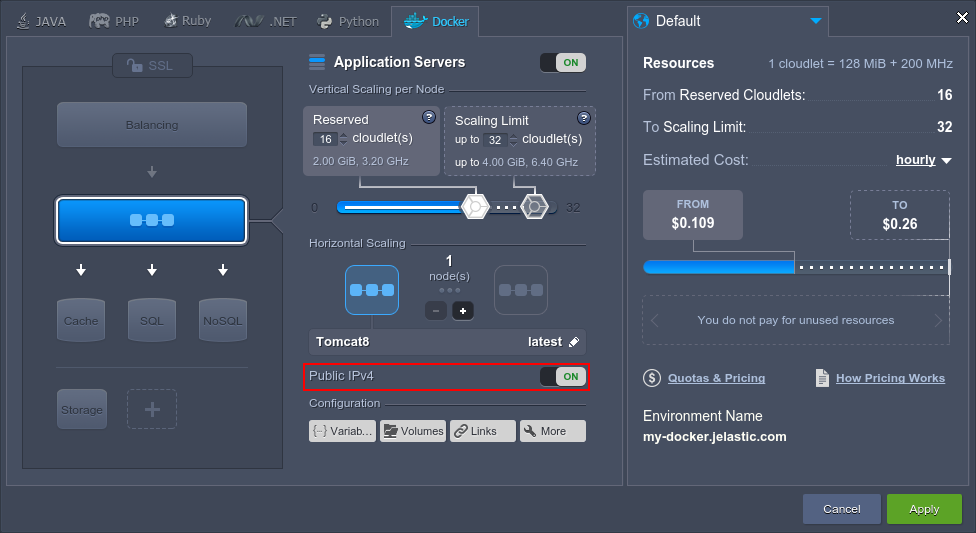 JAVA PHP Ruby .NET Python Docker
SSL
Balancing
Cache SQL NoSQL
Storage
Application Servers ON
Vertical Scaling per Node
Reserved ?
16 cloudlet(s)
2.00 GiB, 3.20 GHz
Scaling Limit ?
up to 32 cloudlet(s)
up to 4.00 GiB, 6.40 GHz
0 32
Horizontal Scaling
1
node(s)
Tomcat8 latest
Public IPv4 ON
Configuration
Variab... Volumes Links More
Default
Resources 1 cloudlet = 128 MiB + 200 MHz
From Reserved Cloudlets: 16
To Scaling Limit: 32
Estimated Cost: hourly
FROM
$0.109
TO
$0.26
You do not pay for unused resources
$ Quotas & Pricing How Pricing Works
Environment Name
my-docker.jelastic.com
Cancel Apply